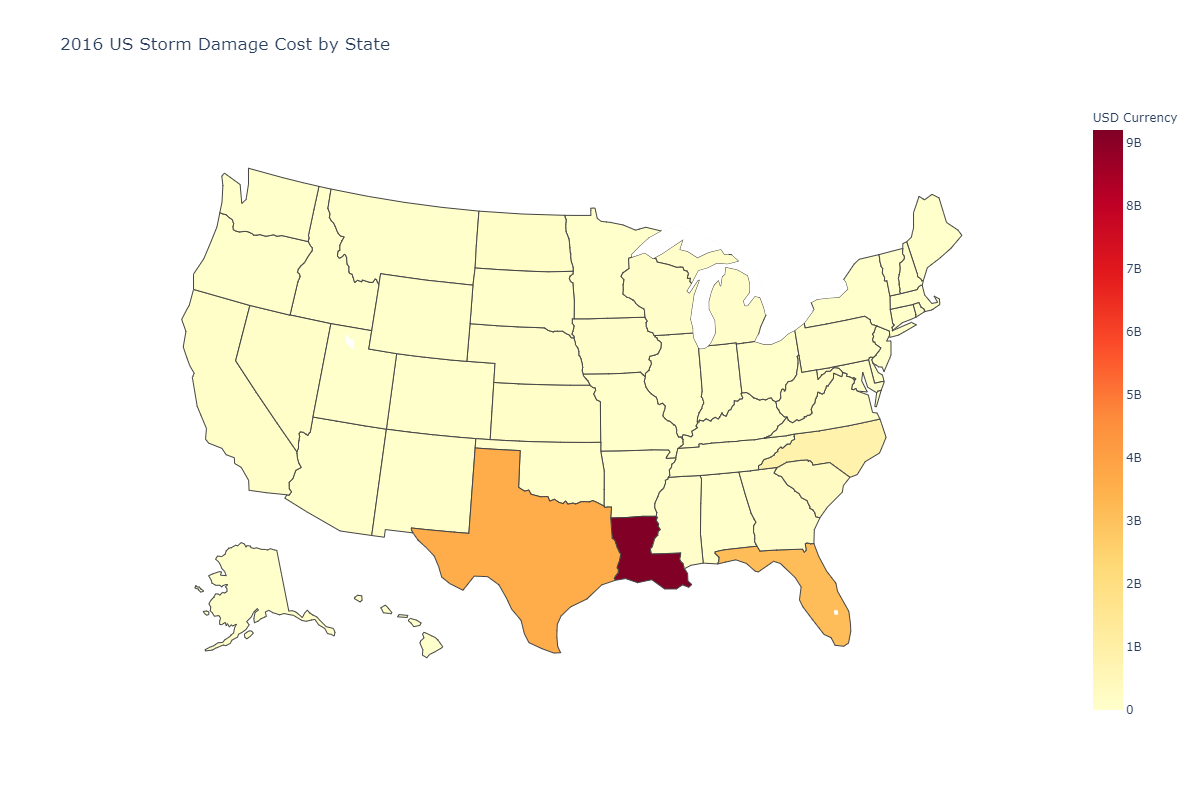 2016 US Storm Damage Cost by State
USD Currency
9B
8B
7B
6B
5B
4B
3B
2B
1B
0